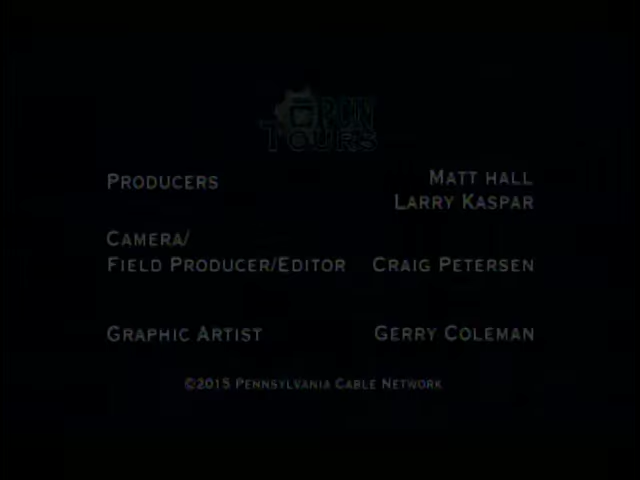 PCN
TOURS
PRODUCERS MATT HALL
LARRY KASPAR
CAMERA/
FIELD PRODUCER/EDITOR CRAIG PETERSEN
GRAPHIC ARTIST GERRY COLEMAN
©2015 PENNSYLVANIA CABLE NETWORK